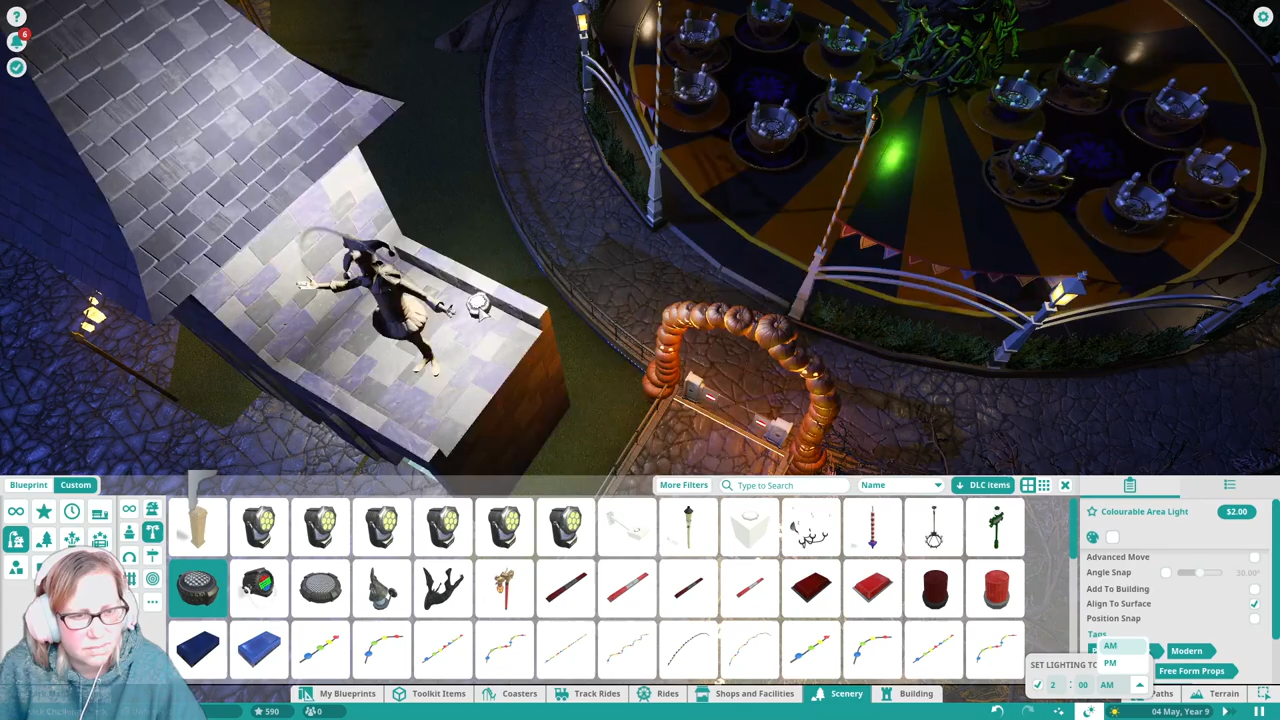 ?
6
Blueprint
Custom
More Filters
Type to Search
Name
DLC items
Colourable Area Light
$2.00
Advanced Move
Angle Snap
30.00°
Add To Building
Align To Surface
Position Snap
Tags
Modern
Free Form Props
AM
PM
SET LIGHTING TO
2 : 00 AM
My Blueprints
Toolkit Items
Coasters
Track Rides
Rides
Shops and Facilities
Scenery
Building
Paths
Terrain
590
0
04 May, Year 9